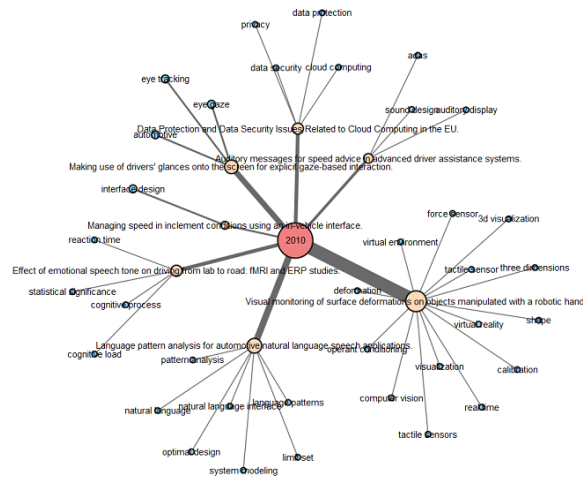 data protection
privacy
acas
data security
cloud computing
eye tracking
eye gaze
sound design
auditory display
automotive
Data Protection and Data Security Issues Related to Cloud Computing in the EU.
Auditory messages for speed advice in advanced driver assistance systems.
Making use of drivers' glances onto the screen for explicit gaze-based interaction.
interface design
force sensor
3d visualization
Managing speed in inclement conditions using an in-vehicle interface.
reaction time
2010
virtual environment
Effect of emotional speech tone on driving from lab to road: fMRI and ERP studies.
tactile sensor
three dimensions
statistical significance
deformation
cognitive process
Visual monitoring of surface deformations on objects manipulated with a robotic hand
virtual reality
shape
Language pattern analysis for automotive natural language speech applications.
operant conditioning
cognitive load
pattern analysis
visualization
calibration
natural language
natural language interface
language patterns
computer vision
real time
tactile sensors
optimal design
limit set
system modeling